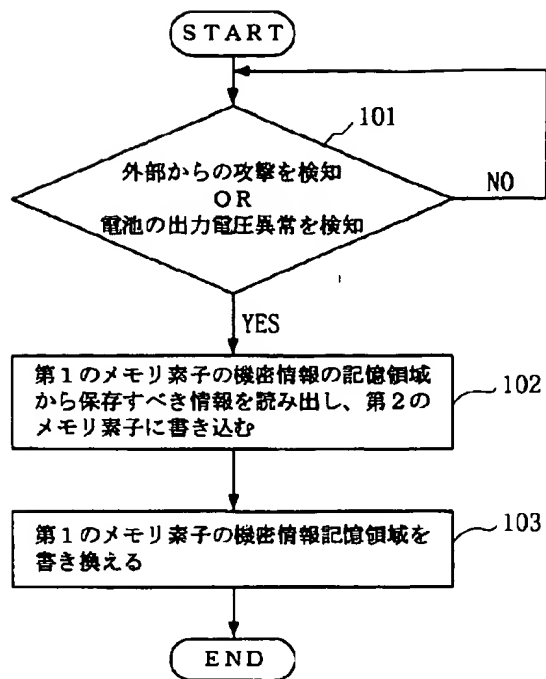 START
101
外部からの攻撃を検知
OR
電池の出力電圧異常を検知
NO
YES
第1のメモリ素子の機密情報の記憶領域
から保存すべき情報を読み出し、第2の
メモリ素子に書き込む
102
第1のメモリ素子の機密情報記憶領域を
書き換える
103
END